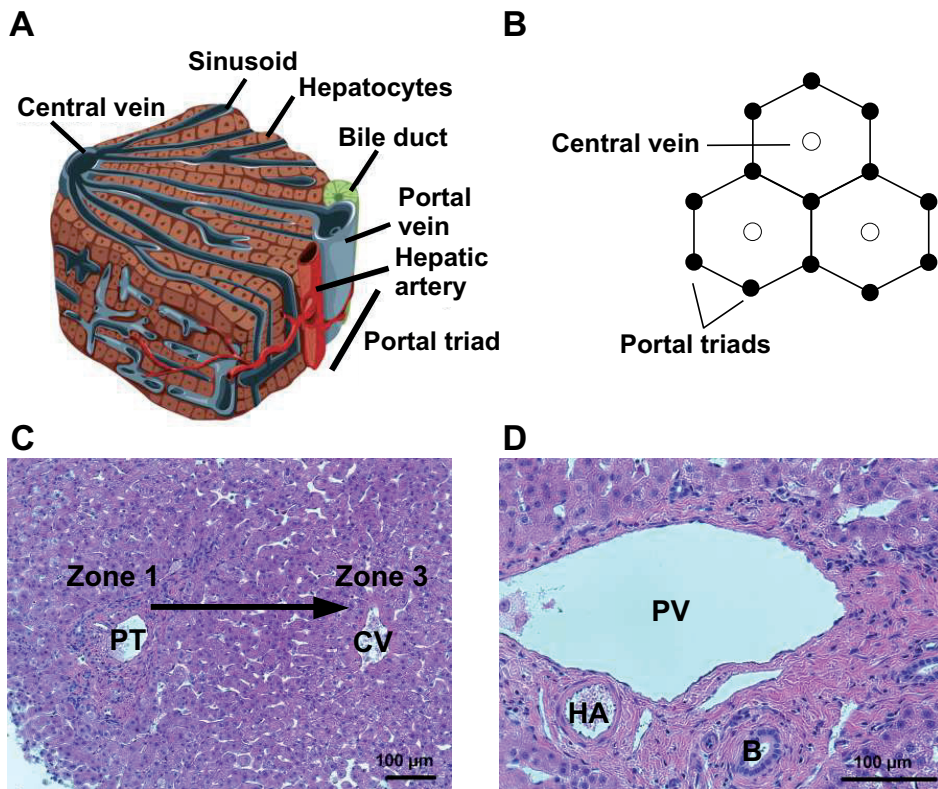 A
Sinusoid
Hepatocytes
Central vein
Bile duct
Portal
vein
Hepatic
artery
Portal triad
B
Central vein
Portal triads
C
Zone 1
Zone 3
PT
CV
100 µm
D
PV
HA
B
100 µm